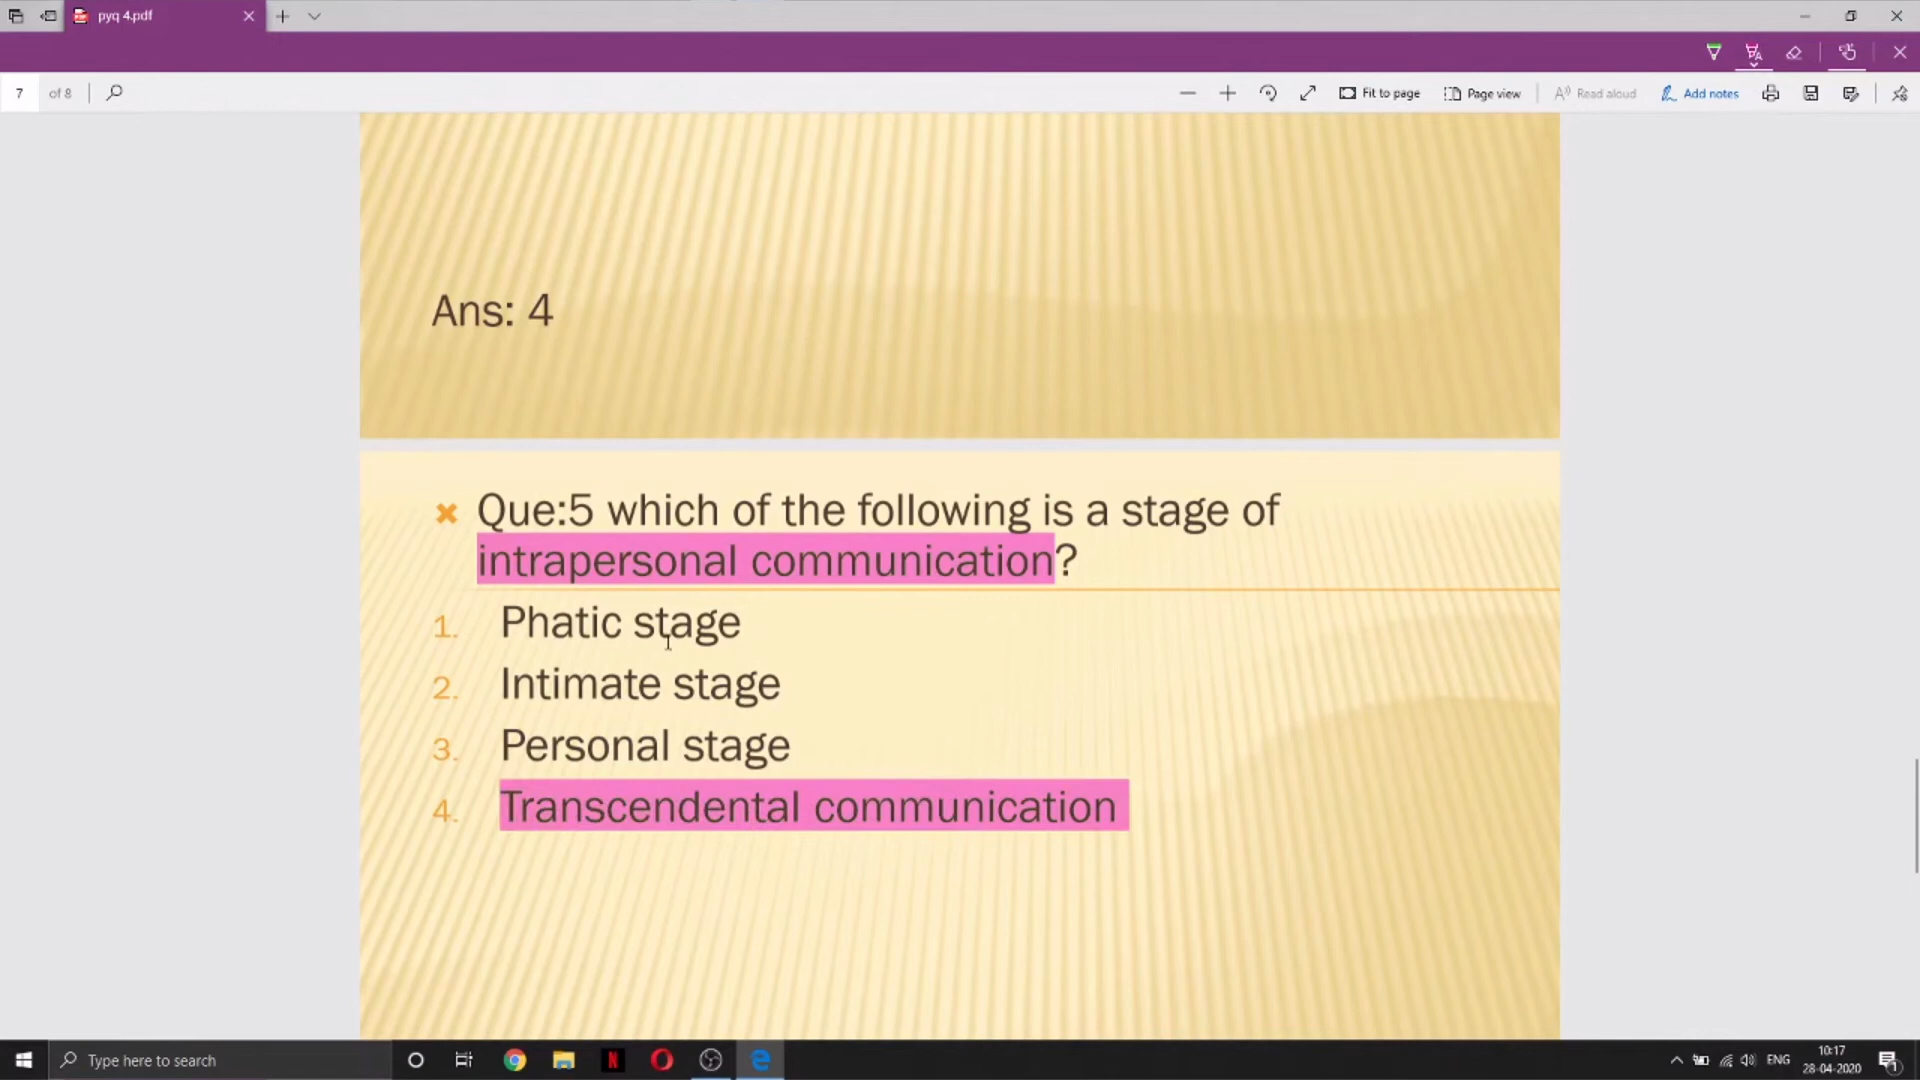 pyq 4.pdf
7 of 8
Fit to page
Page view
Read aloud
Add notes
Ans: 4
Que:5 which of the following is a stage of
intrapersonal communication?
1. Phatic stage
2. Intimate stage
3. Personal stage
4. Transcendental communication
Type here to search
ENG
10:17
28-04-2020